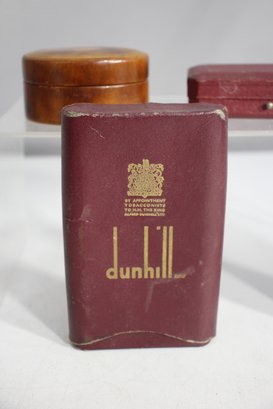 BY APPOINTMENT
TOBACCONISTS
TO H.M. THE KING
ALFRED DUNHILL LTD.
dunhill